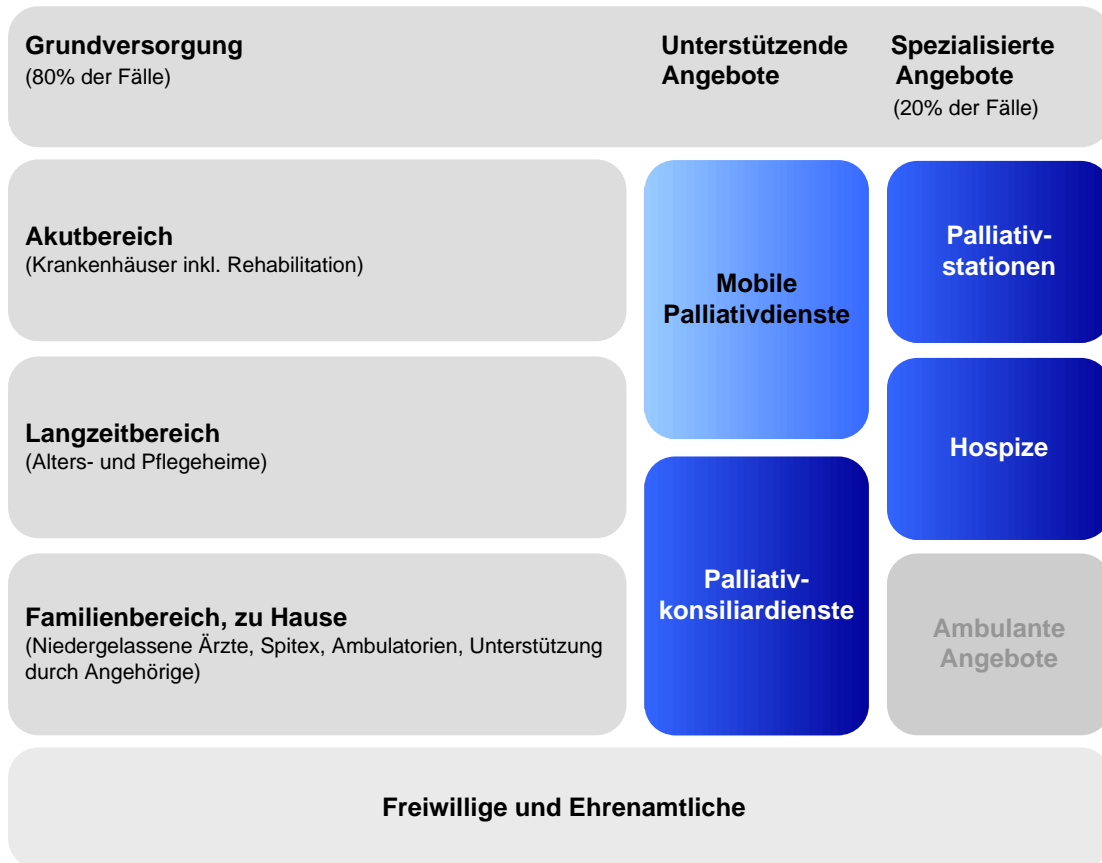 Grundversorgung
(80% der Fälle)
Unterstützende
Angebote
Spezialisierte
Angebote
(20% der Fälle)
Akutbereich
(Krankenhäuser inkl. Rehabilitation)
Mobile
Palliativdienste
Palliativ-
stationen
Langzeitbereich
(Alters- und Pflegeheime)
Hospize
Familienbereich, zu Hause
(Niedergelassene Ärzte, Spitex, Ambulatorien, Unterstützung
durch Angehörige)
Palliativ-
konsiliardienste
Ambulante
Angebote
Freiwillige und Ehrenamtliche